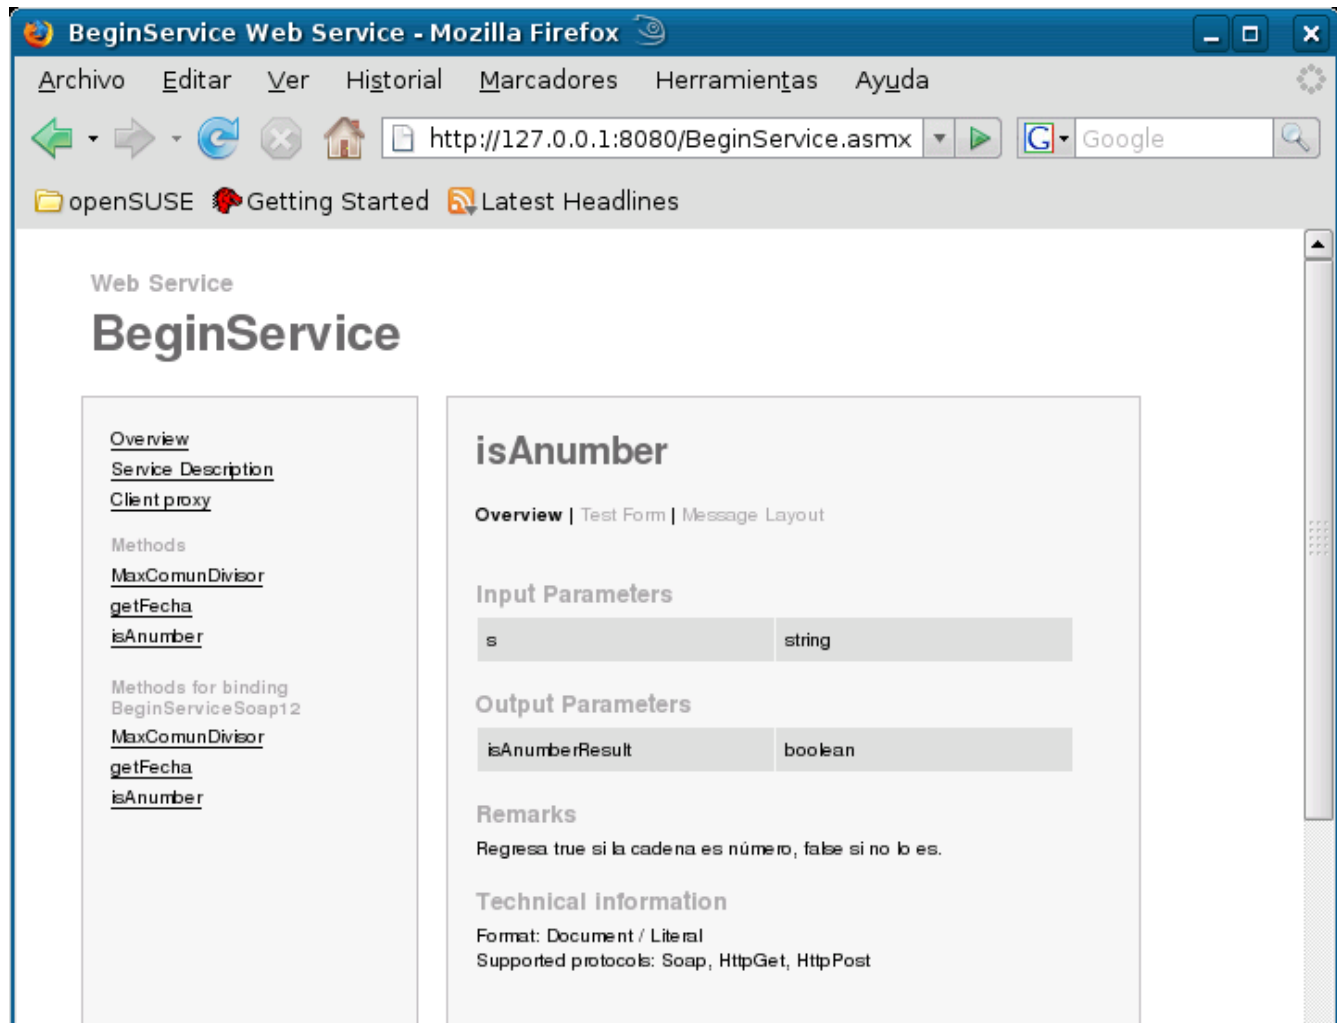 BeginService Web Service - Mozilla Firefox
Archivo Editar Ver Historial Marcadores Herramientas Ayuda
http://127.0.0.1:8080/BeginService.asmx G Google
openSUSE Getting Started Latest Headlines
Web Service
BeginService
Overview
Service Description
Client proxy
Methods
MaxComunDivisor
getFecha
isAnumber
Methods for binding
BeginServiceSoap12
MaxComunDivisor
getFecha
isAnumber
isAnumber
Overview | Test Form | Message Layout
Input Parameters
s string
Output Parameters
isAnumberResult boolean
Remarks
Regresa true si la cadena es número, false si no lo es.
Technical information
Format: Document / Literal
Supported protocols: Soap, HttpGet, HttpPost